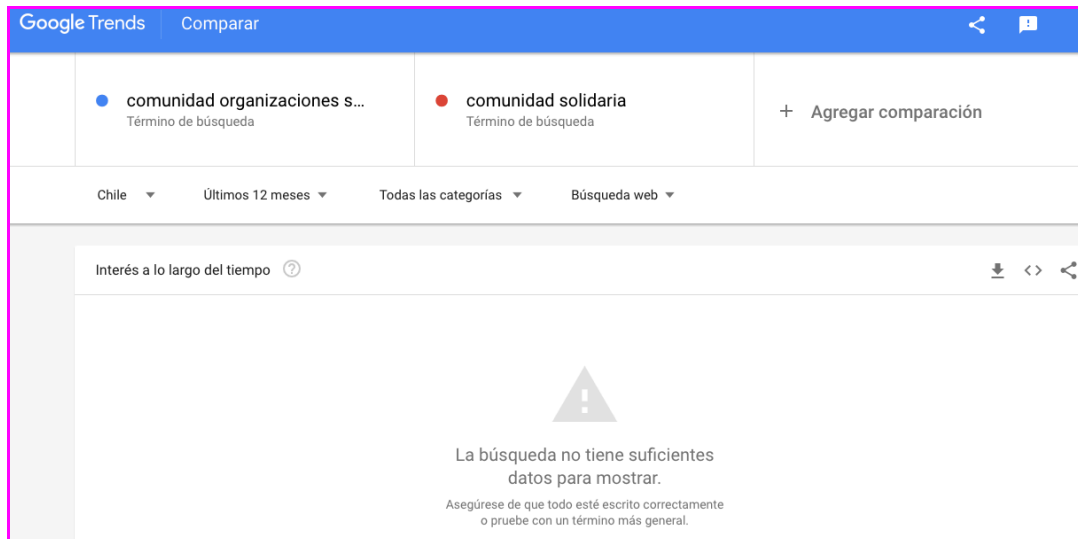 Google Trends Comparar
comunidad organizaciones s...
Término de búsqueda
comunidad solidaria
Término de búsqueda
+ Agregar comparación
Chile Últimos 12 meses Todas las categorías Búsqueda web
Interés a lo largo del tiempo
La búsqueda no tiene suficientes
datos para mostrar.
Asegúrese de que todo esté escrito correctamente
o pruebe con un término más general.